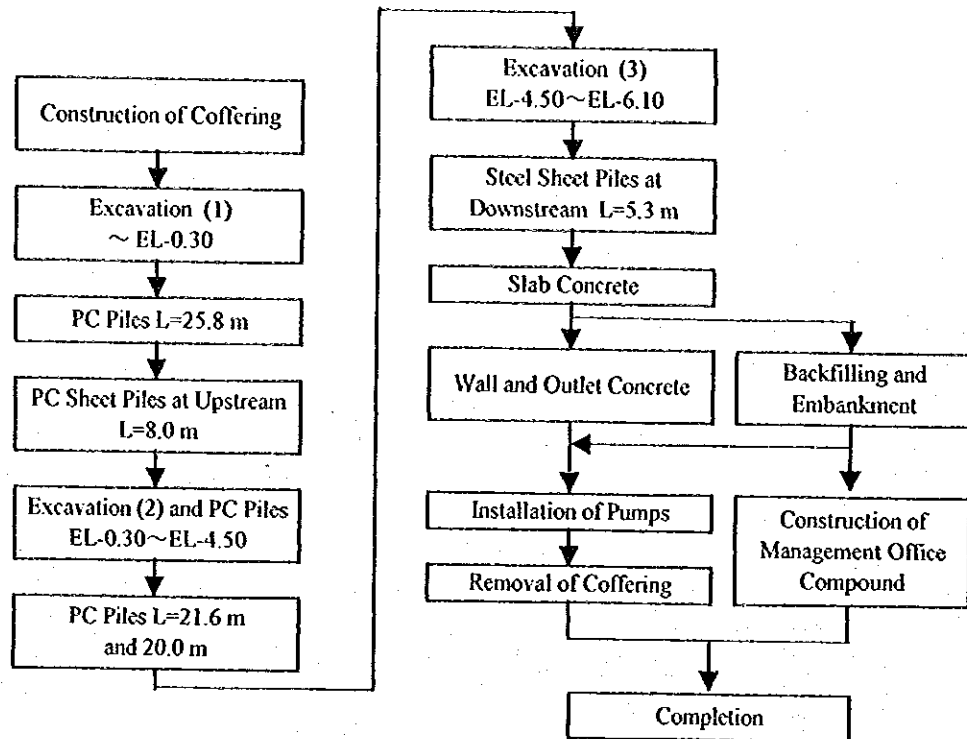 Construction of Coffering
Excavation (1)
～ EL-0.30
PC Piles L=25.8 m
PC Sheet Piles at Upstream
L=8.0 m
Excavation (2) and PC Piles
EL-0.30～EL-4.50
PC Piles L=21.6 m
and 20.0 m
Excavation (3)
EL-4.50～EL-6.10
Steel Sheet Piles at
Downstream L=5.3 m
Slab Concrete
Wall and Outlet Concrete
Backfilling and
Embankment
Installation of Pumps
Removal of Coffering
Construction of
Management Office
Compound
Completion